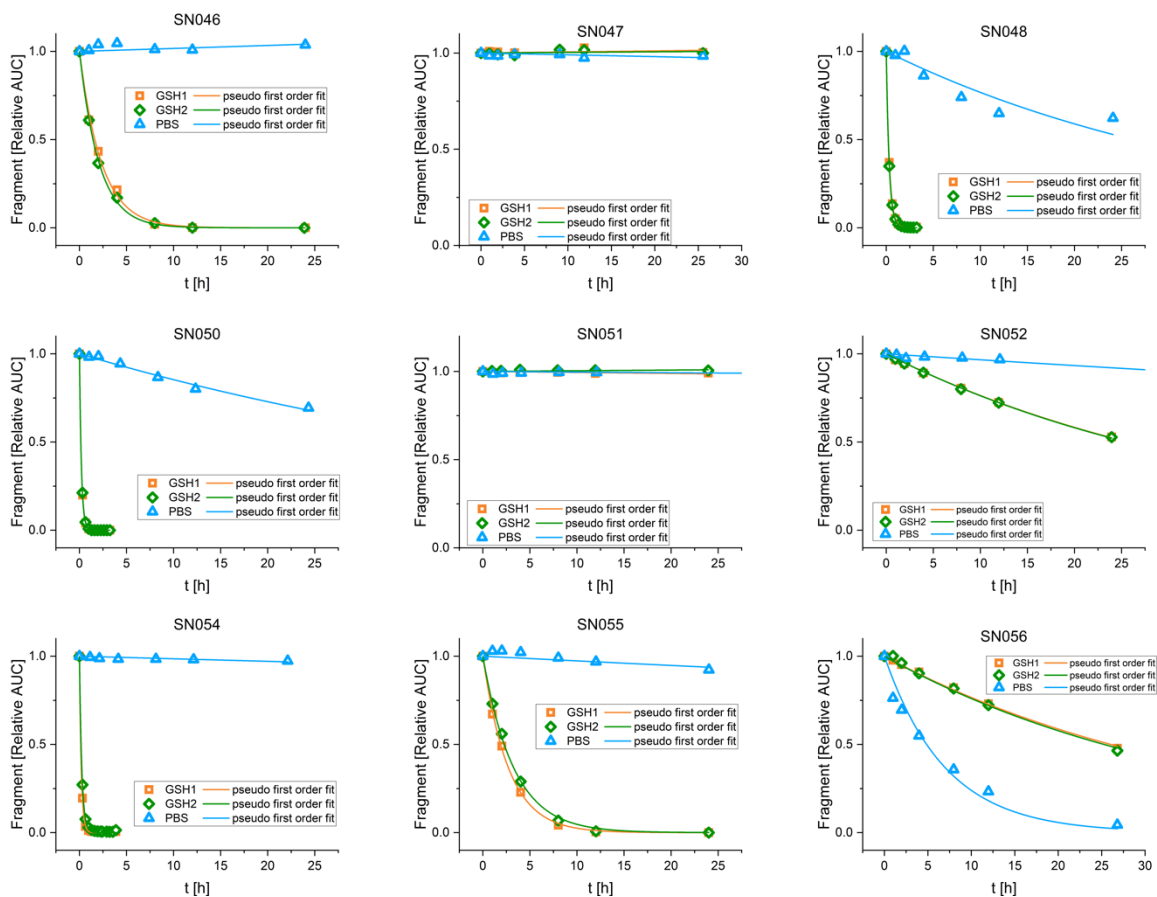 SN046
Fragment [Relative AUC]
1.0
0.5
0.0
GSH1 pseudo first order fit
GSH2 pseudo first order fit
PBS pseudo first order fit
0 5 10 15 20 25
t [h]
SN047
Fragment [Relative AUC]
1.0
0.5
0.0
GSH1 pseudo first order fit
GSH2 pseudo first order fit
PBS pseudo first order fit
0 5 10 15 20 25 30
t [h]
SN048
Fragment [Relative AUC]
1.0
0.5
0.0
GSH1 pseudo first order fit
GSH2 pseudo first order fit
PBS pseudo first order fit
0 5 10 15 20 25
t [h]
SN050
Fragment [Relative AUC]
1.0
0.5
0.0
GSH1 pseudo first order fit
GSH2 pseudo first order fit
PBS pseudo first order fit
0 5 10 15 20 25
t [h]
SN051
Fragment [Relative AUC]
1.0
0.5
0.0
GSH1 pseudo first order fit
GSH2 pseudo first order fit
PBS pseudo first order fit
0 5 10 15 20 25
t [h]
SN052
Fragment [Relative AUC]
1.0
0.5
0.0
GSH1 pseudo first order fit
GSH2 pseudo first order fit
PBS pseudo first order fit
0 5 10 15 20 25
t [h]
SN054
Fragment [Relative AUC]
1.0
0.5
0.0
GSH1 pseudo first order fit
GSH2 pseudo first order fit
PBS pseudo first order fit
0 5 10 15 20 25
t [h]
SN055
Fragment [Relative AUC]
1.0
0.5
0.0
GSH1 pseudo first order fit
GSH2 pseudo first order fit
PBS pseudo first order fit
0 5 10 15 20 25
t [h]
SN056
Fragment [Relative AUC]
1.0
0.5
0.0
GSH1 pseudo first order fit
GSH2 pseudo first order fit
PBS pseudo first order fit
0 5 10 15 20 25 30
t [h]